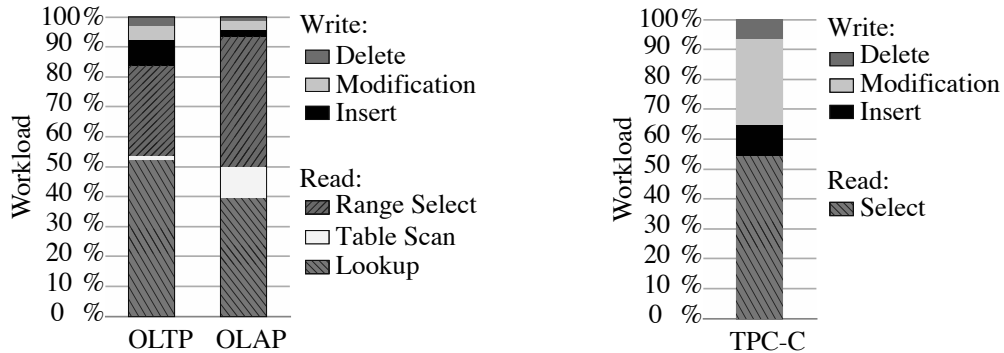 100 %
90 %
80 %
70 %
60 %
50 %
40 %
30 %
20 %
10 %
0 %
Workload
OLTP OLAP
Write:
Delete
Modification
Insert
Read:
Range Select
Table Scan
Lookup
100%
90 %
80 %
70 %
60 %
50 %
40 %
30 %
20 %
10 %
0 %
Workload
TPC-C
Write:
Delete
Modification
Insert
Read:
Select